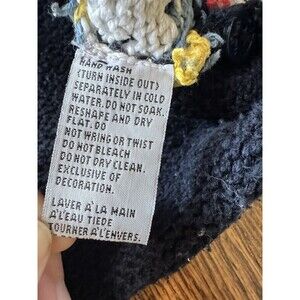 HAND WASH
(TURN INSIDE OUT)
SEPARATELY IN COLD
WATER. DO NOT SOAK.
RESHAPE AND DRY
FLAT. DO
NOT WRING OR TWIST
DO NOT BLEACH
DO NOT DRY CLEAN.
EXCLUSIVE OF
DECORATION.
LAVER A'LA MAIN
A'L'EAU TIEDE
TOURNER A'L'ENVERS.